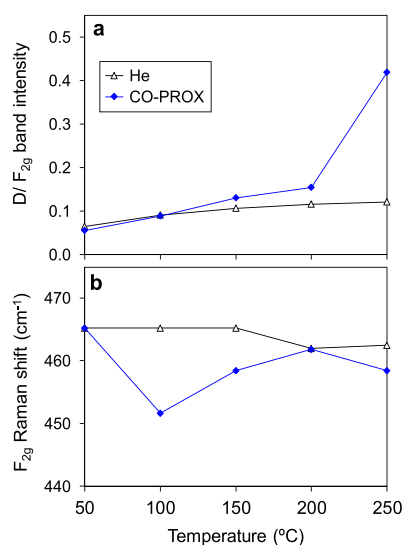 a
0.5
0.4
0.3
0.2
0.1
0.0
D/ F2g band intensity
He
CO-PROX
b
470
460
450
440
F2g Raman shift (cm-1)
50 100 150 200 250
Temperature (ºC)